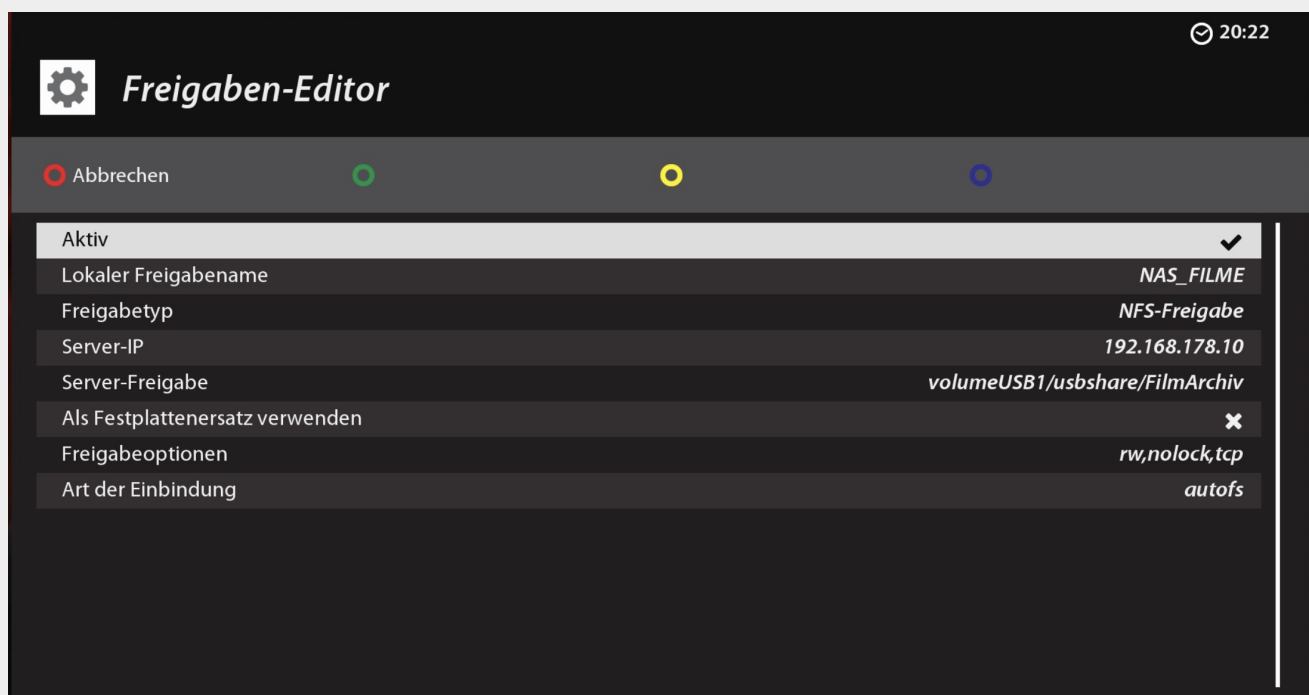 20:22
Freigaben-Editor
Abbrechen
Aktiv
Lokaler Freigabename NAS_FILME
Freigabetyp NFS-Freigabe
Server-IP 192.168.178.10
Server-Freigabe volumeUSB1/usbshare/FilmArchiv
Als Festplattenersatz verwenden
Freigabeoptionen rw,nolock,tcp
Art der Einbindung autofs